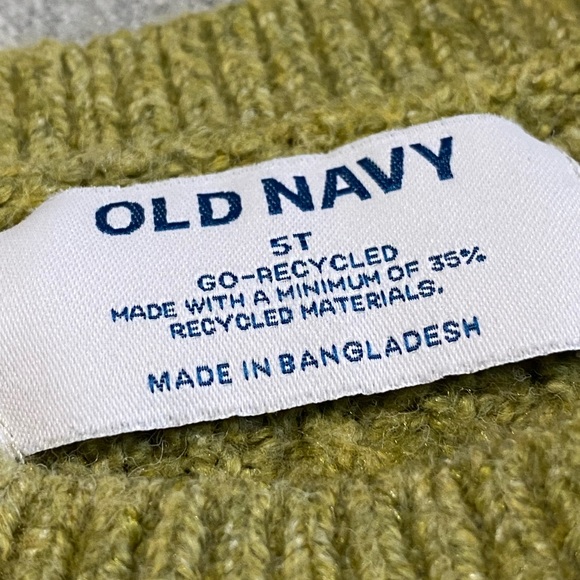 OLD NAVY
5T
GO-RECYCLED
MADE WITH A MINIMUM OF 35%
RECYCLED MATERIALS.
MADE IN BANGLADESH